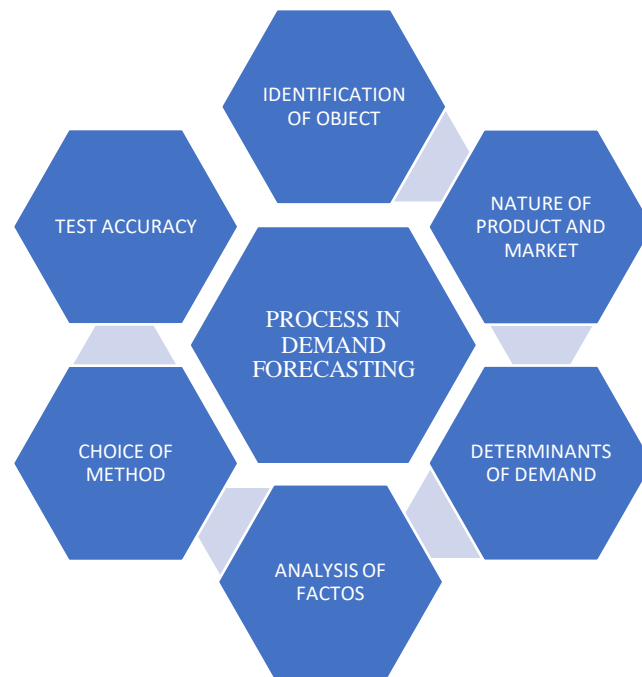 IDENTIFICATION
OF OBJECT
NATURE OF
PRODUCT AND
MARKET
DETERMINANTS
OF DEMAND
ANALYSIS OF
FACTOS
CHOICE OF
METHOD
TEST ACCURACY
PROCESS IN
DEMAND
FORECASTING